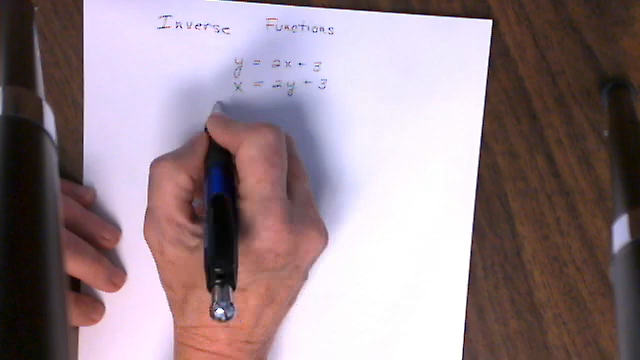 Inverse Functions
y = 2x + 3
x = 2y + 3